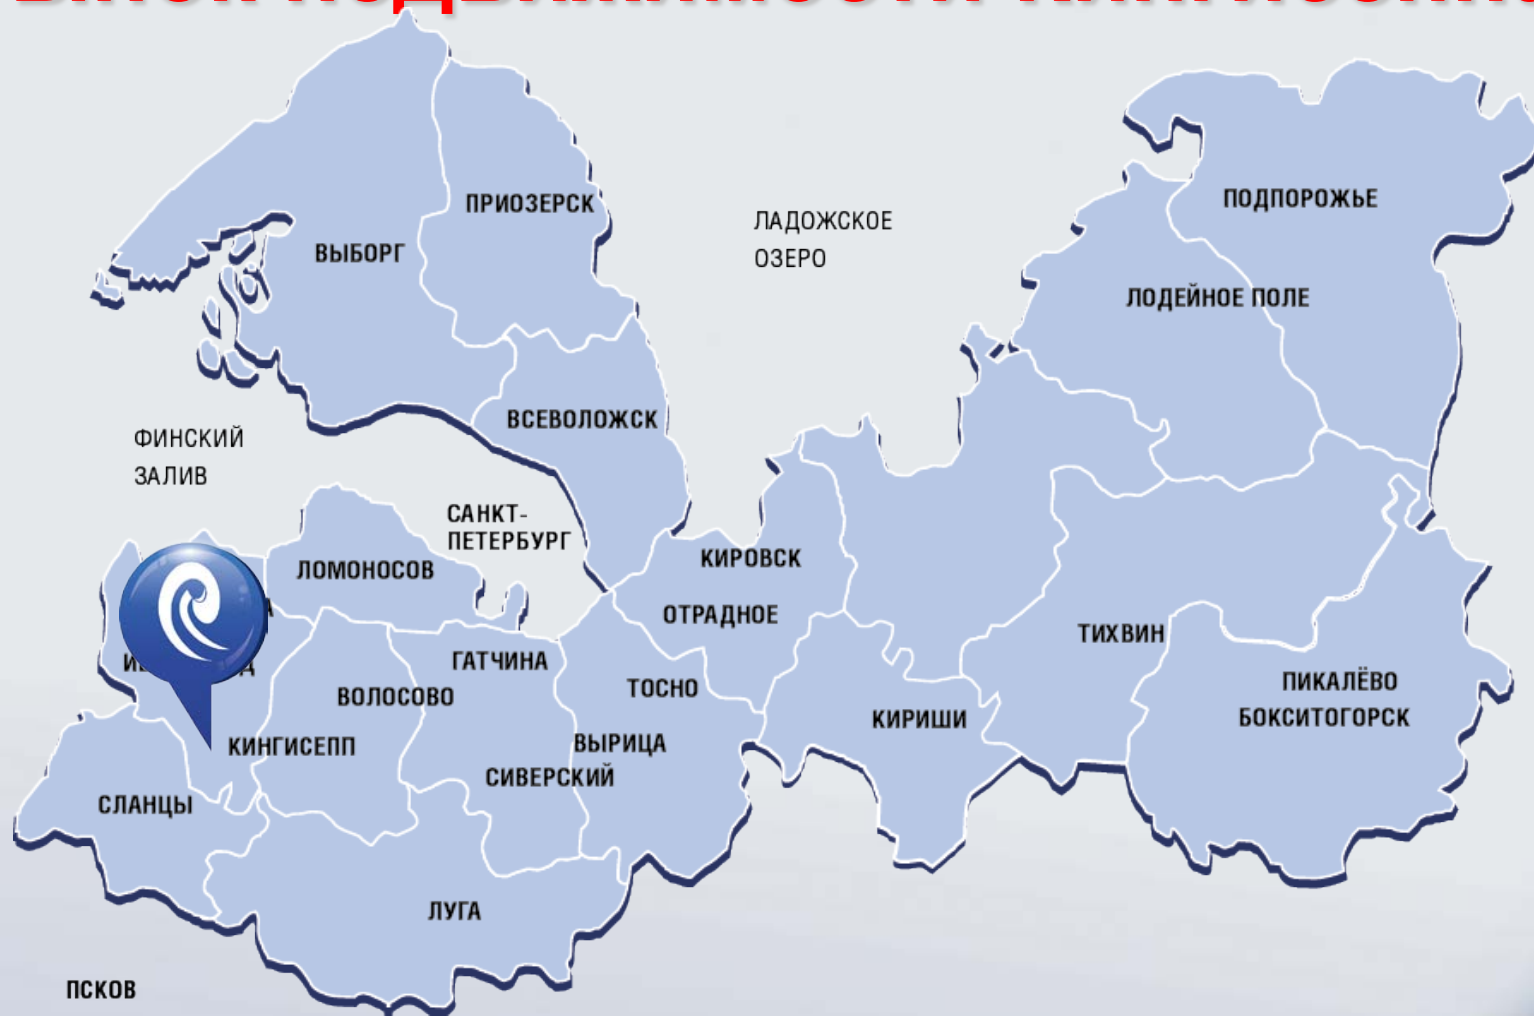 ПРИОЗЕРСК
ПОДПОРОЖЬЕ
ЛАДОЖСКОЕ
ОЗЕРО
ВЫБОРГ
ЛОДЕЙНОЕ ПОЛЕ
ВСЕВОЛОЖСК
ФИНСКИЙ
ЗАЛИВ
САНКТ-
ПЕТЕРБУРГ
КИРОВСК
ЛОМОНОСОВ
ОТРАДНОЕ
ТИХВИН
ГАТЧИНА
ТОСНО
ПИКАЛЁВО
ВОЛОСОВО
БОКСИТОГОРСК
КИРИШИ
КИНГИСЕПП
ВЫРИЦА
СИВЕРСКИЙ
СЛАНЦЫ
ЛУГА
ПСКОВ